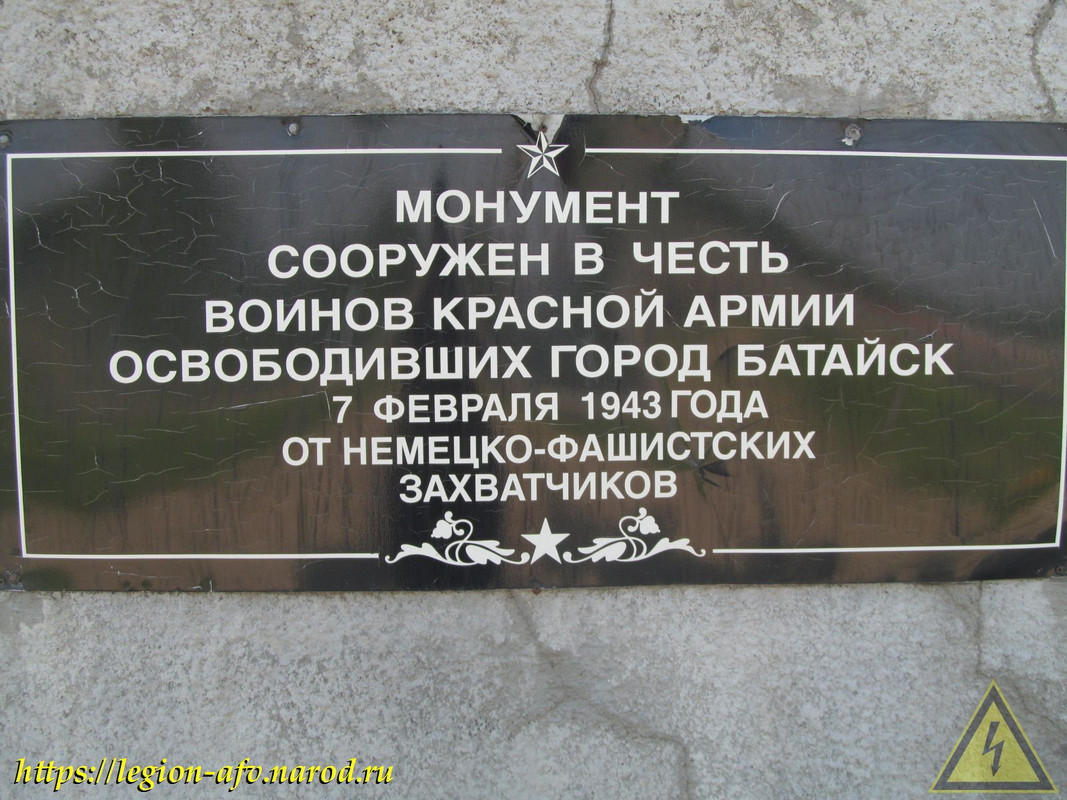 МОНУМЕНТ
СООРУЖЕН В ЧЕСТЬ
ВОИНОВ КРАСНОЙ АРМИИ
ОСВОБОДИВШИХ ГОРОД БАТАЙСК
7 ФЕВРАЛЯ 1943 ГОДА
ОТ НЕМЕЦКО-ФАШИСТСКИХ
ЗАХВАТЧИКОВ
https://legion-afv.narod.ru